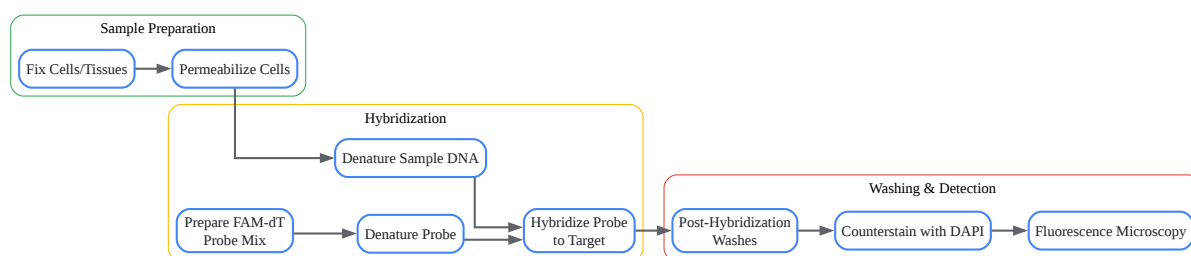 Sample Preparation
Fix Cells/Tissues
Permeabilize Cells
Hybridization
Denature Sample DNA
Prepare FAM-dT
Probe Mix
Denature Probe
Hybridize Probe
to Target
Washing & Detection
Post-Hybridization
Washes
Counterstain with DAPI
Fluorescence Microscopy